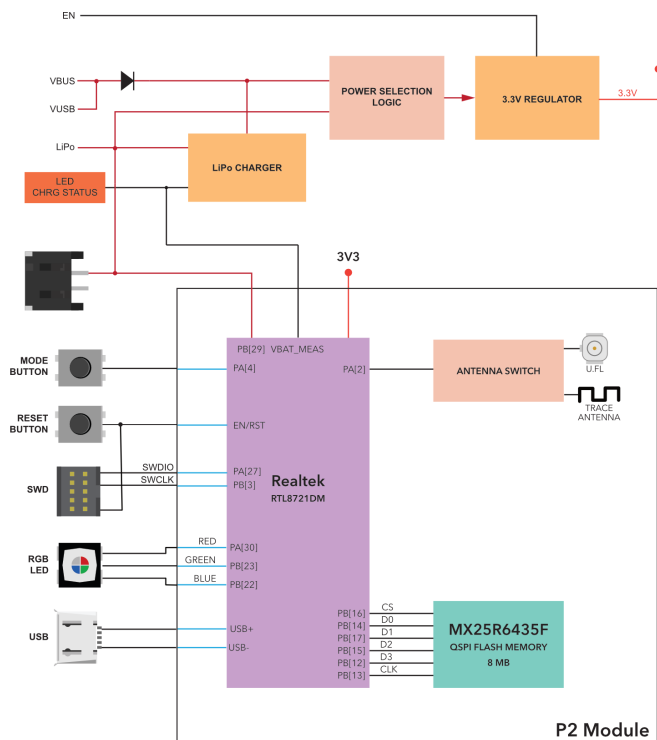 EN
VBUS
VUSB
POWER SELECTION
LOGIC
3.3V REGULATOR
3.3V
LiPo
LiPo CHARGER
LED
CHRG STATUS
3V3
PB[29] VBAT_MEAS
MODE
BUTTON
PA[4]
PA[2]
ANTENNA SWITCH
U.FL
TRACE
ANTENNA
RESET
BUTTON
EN/RST
SWD
SWDIO
SWCLK
PA[27]
PB[3]
Realtek
RTL8721DM
RGB
LED
RED
GREEN
BLUE
PA[30]
PB[23]
PB[22]
USB
USB+
USB-
PB[16]
PB[14]
PB[17]
PB[15]
PB[12]
PB[13]
CS
D0
D1
D2
D3
CLK
MX25R6435F
QSPI FLASH MEMORY
8 MB
P2 Module